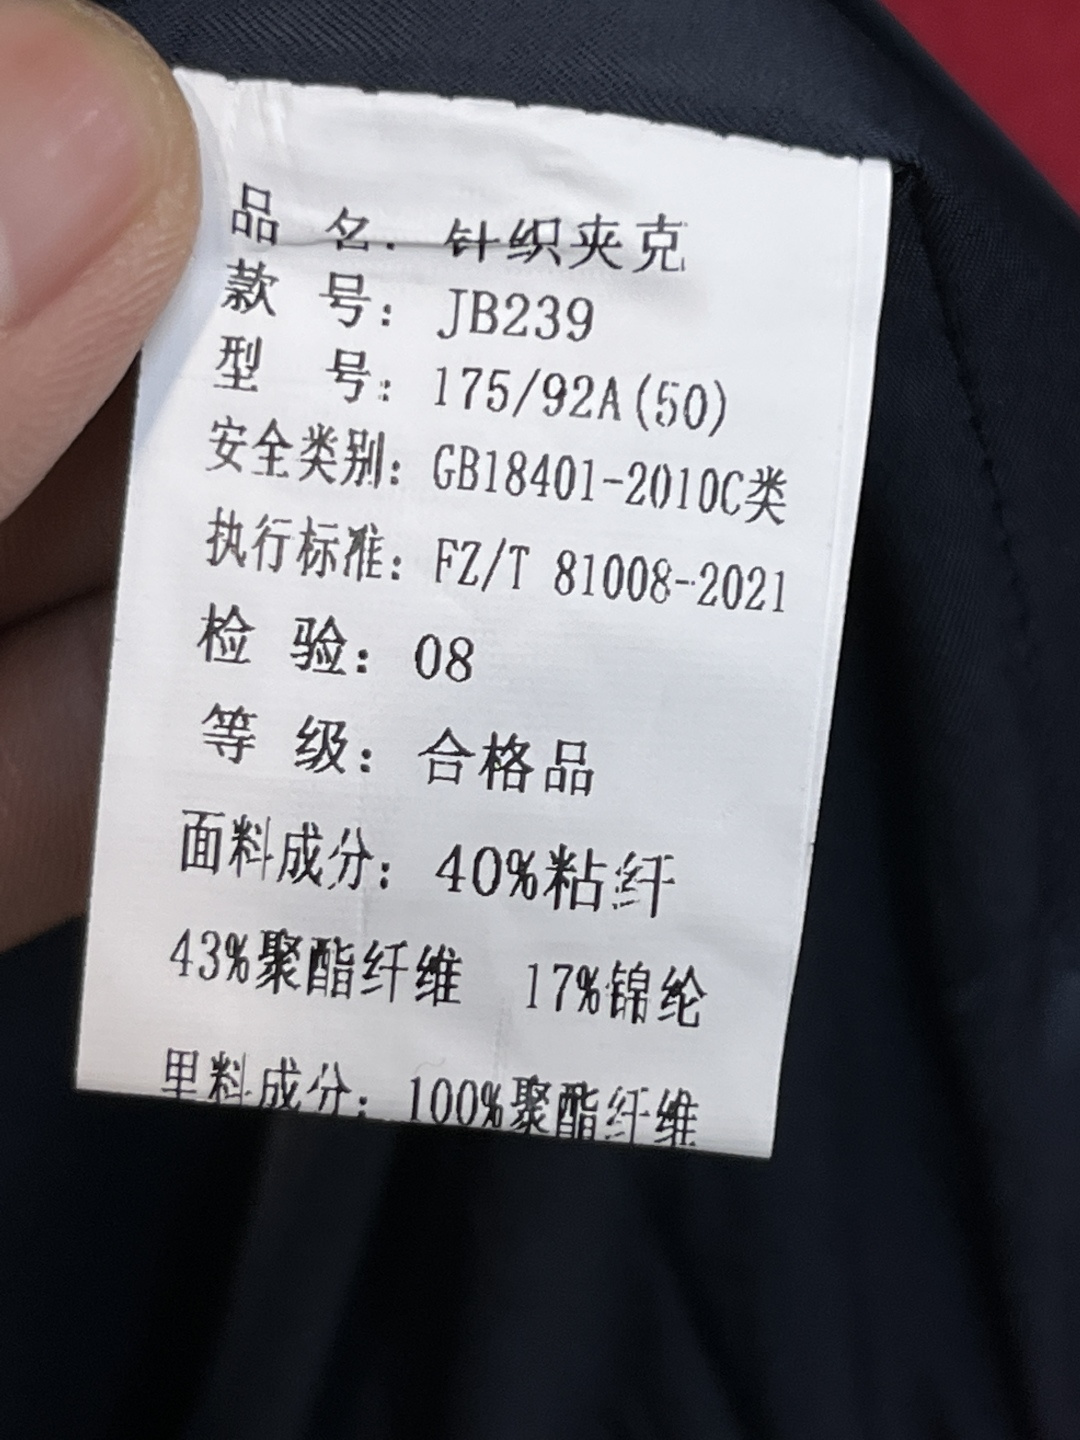 品 名: 针织夹克
款 号: JB239
型 号: 175/92A(50)
安全类别: GB18401-2010C类
执行标准: FZ/T 81008-2021
检 验: 08
等 级: 合格品
面料成分: 40%粘纤
43%聚酯纤维 17%锦纶
里料成分: 100%聚酯纤维